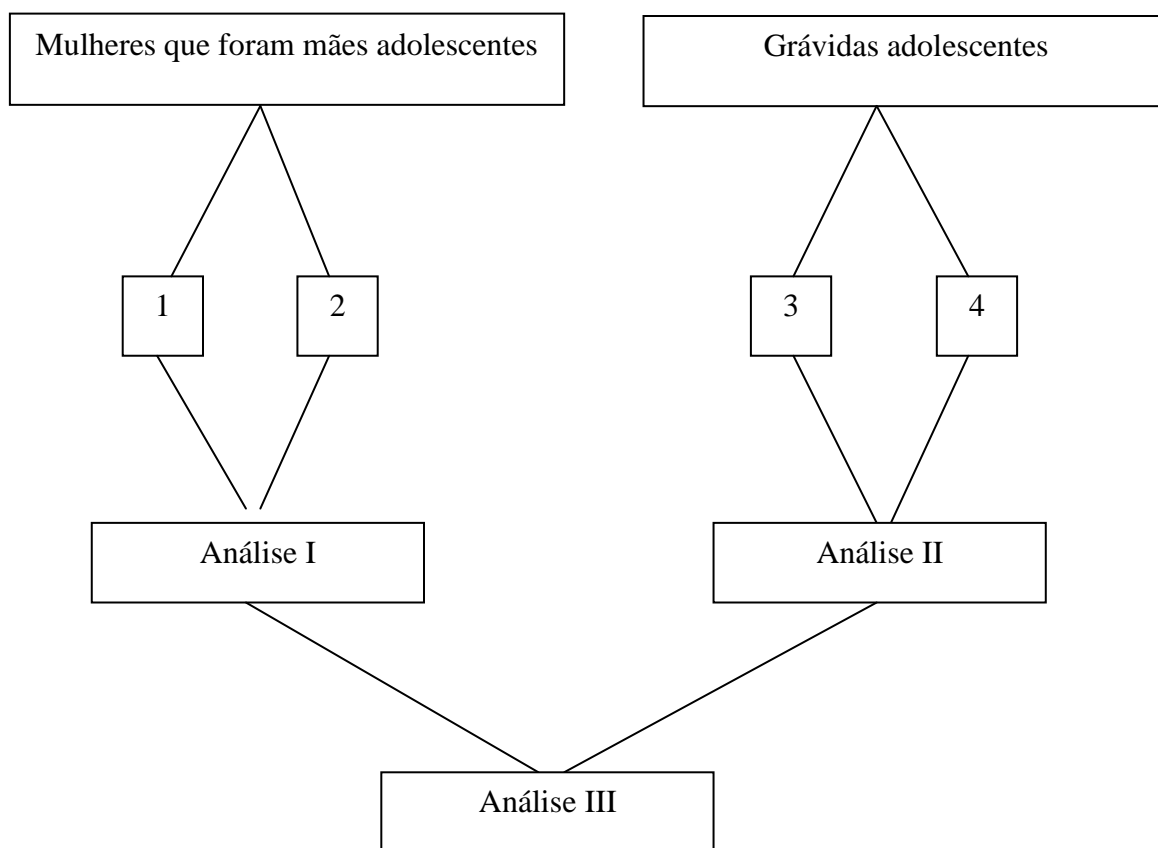 Mulheres que foram mães adolescentes
Grávidas adolescentes
1
2
3
4
Análise I
Análise II
Análise III